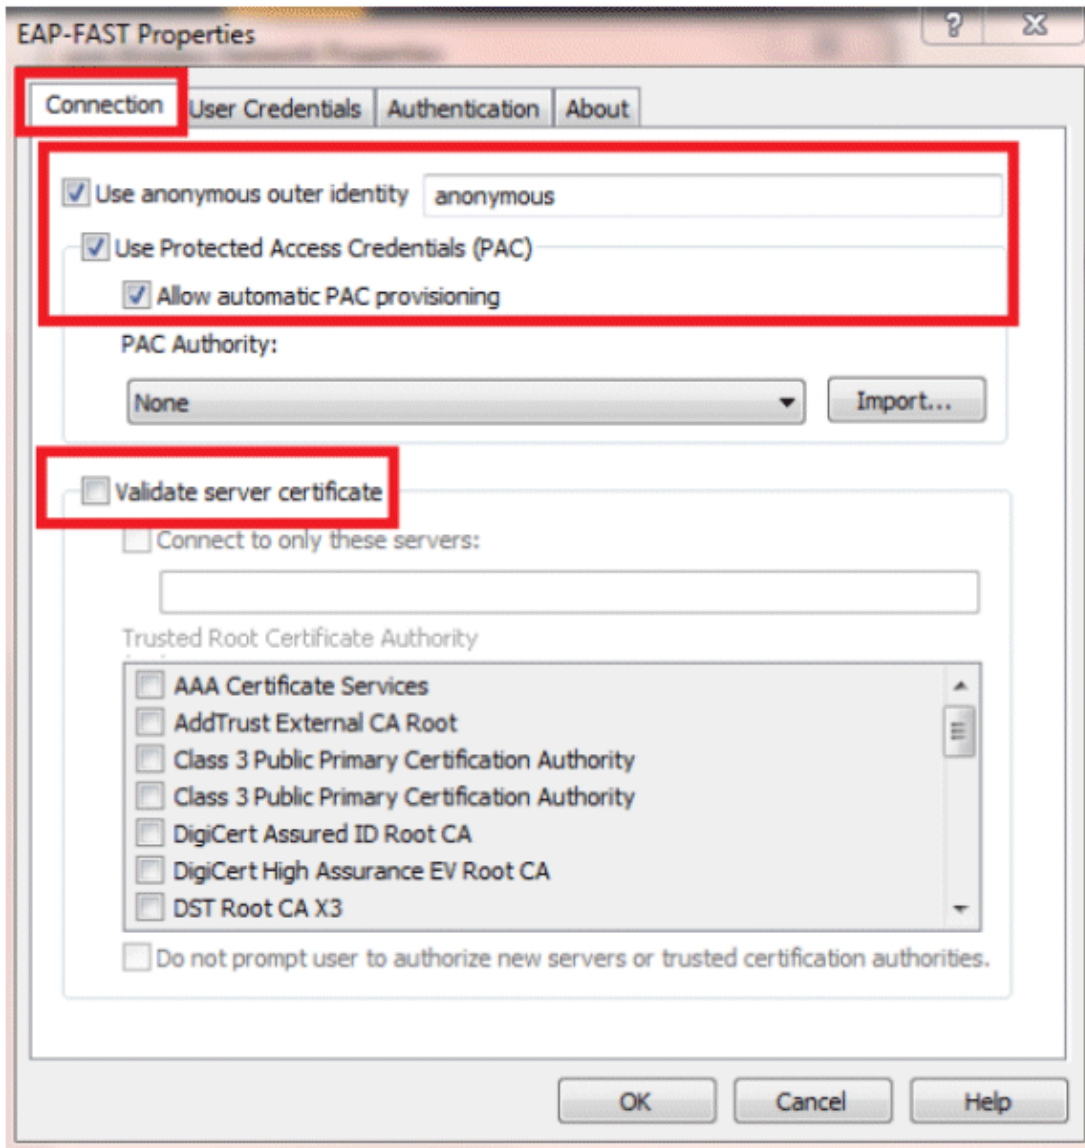 EAP-FAST Properties
Connection User Credentials Authentication About
Use anonymous outer identity anonymous
Use Protected Access Credentials (PAC)
Allow automatic PAC provisioning
PAC Authority:
None Import...
Validate server certificate
Connect to only these servers:
Trusted Root Certificate Authority
AAA Certificate Services
AddTrust External CA Root
Class 3 Public Primary Certification Authority
Class 3 Public Primary Certification Authority
DigiCert Assured ID Root CA
DigiCert High Assurance EV Root CA
DST Root CA X3
Do not prompt user to authorize new servers or trusted certification authorities.
OK Cancel Help